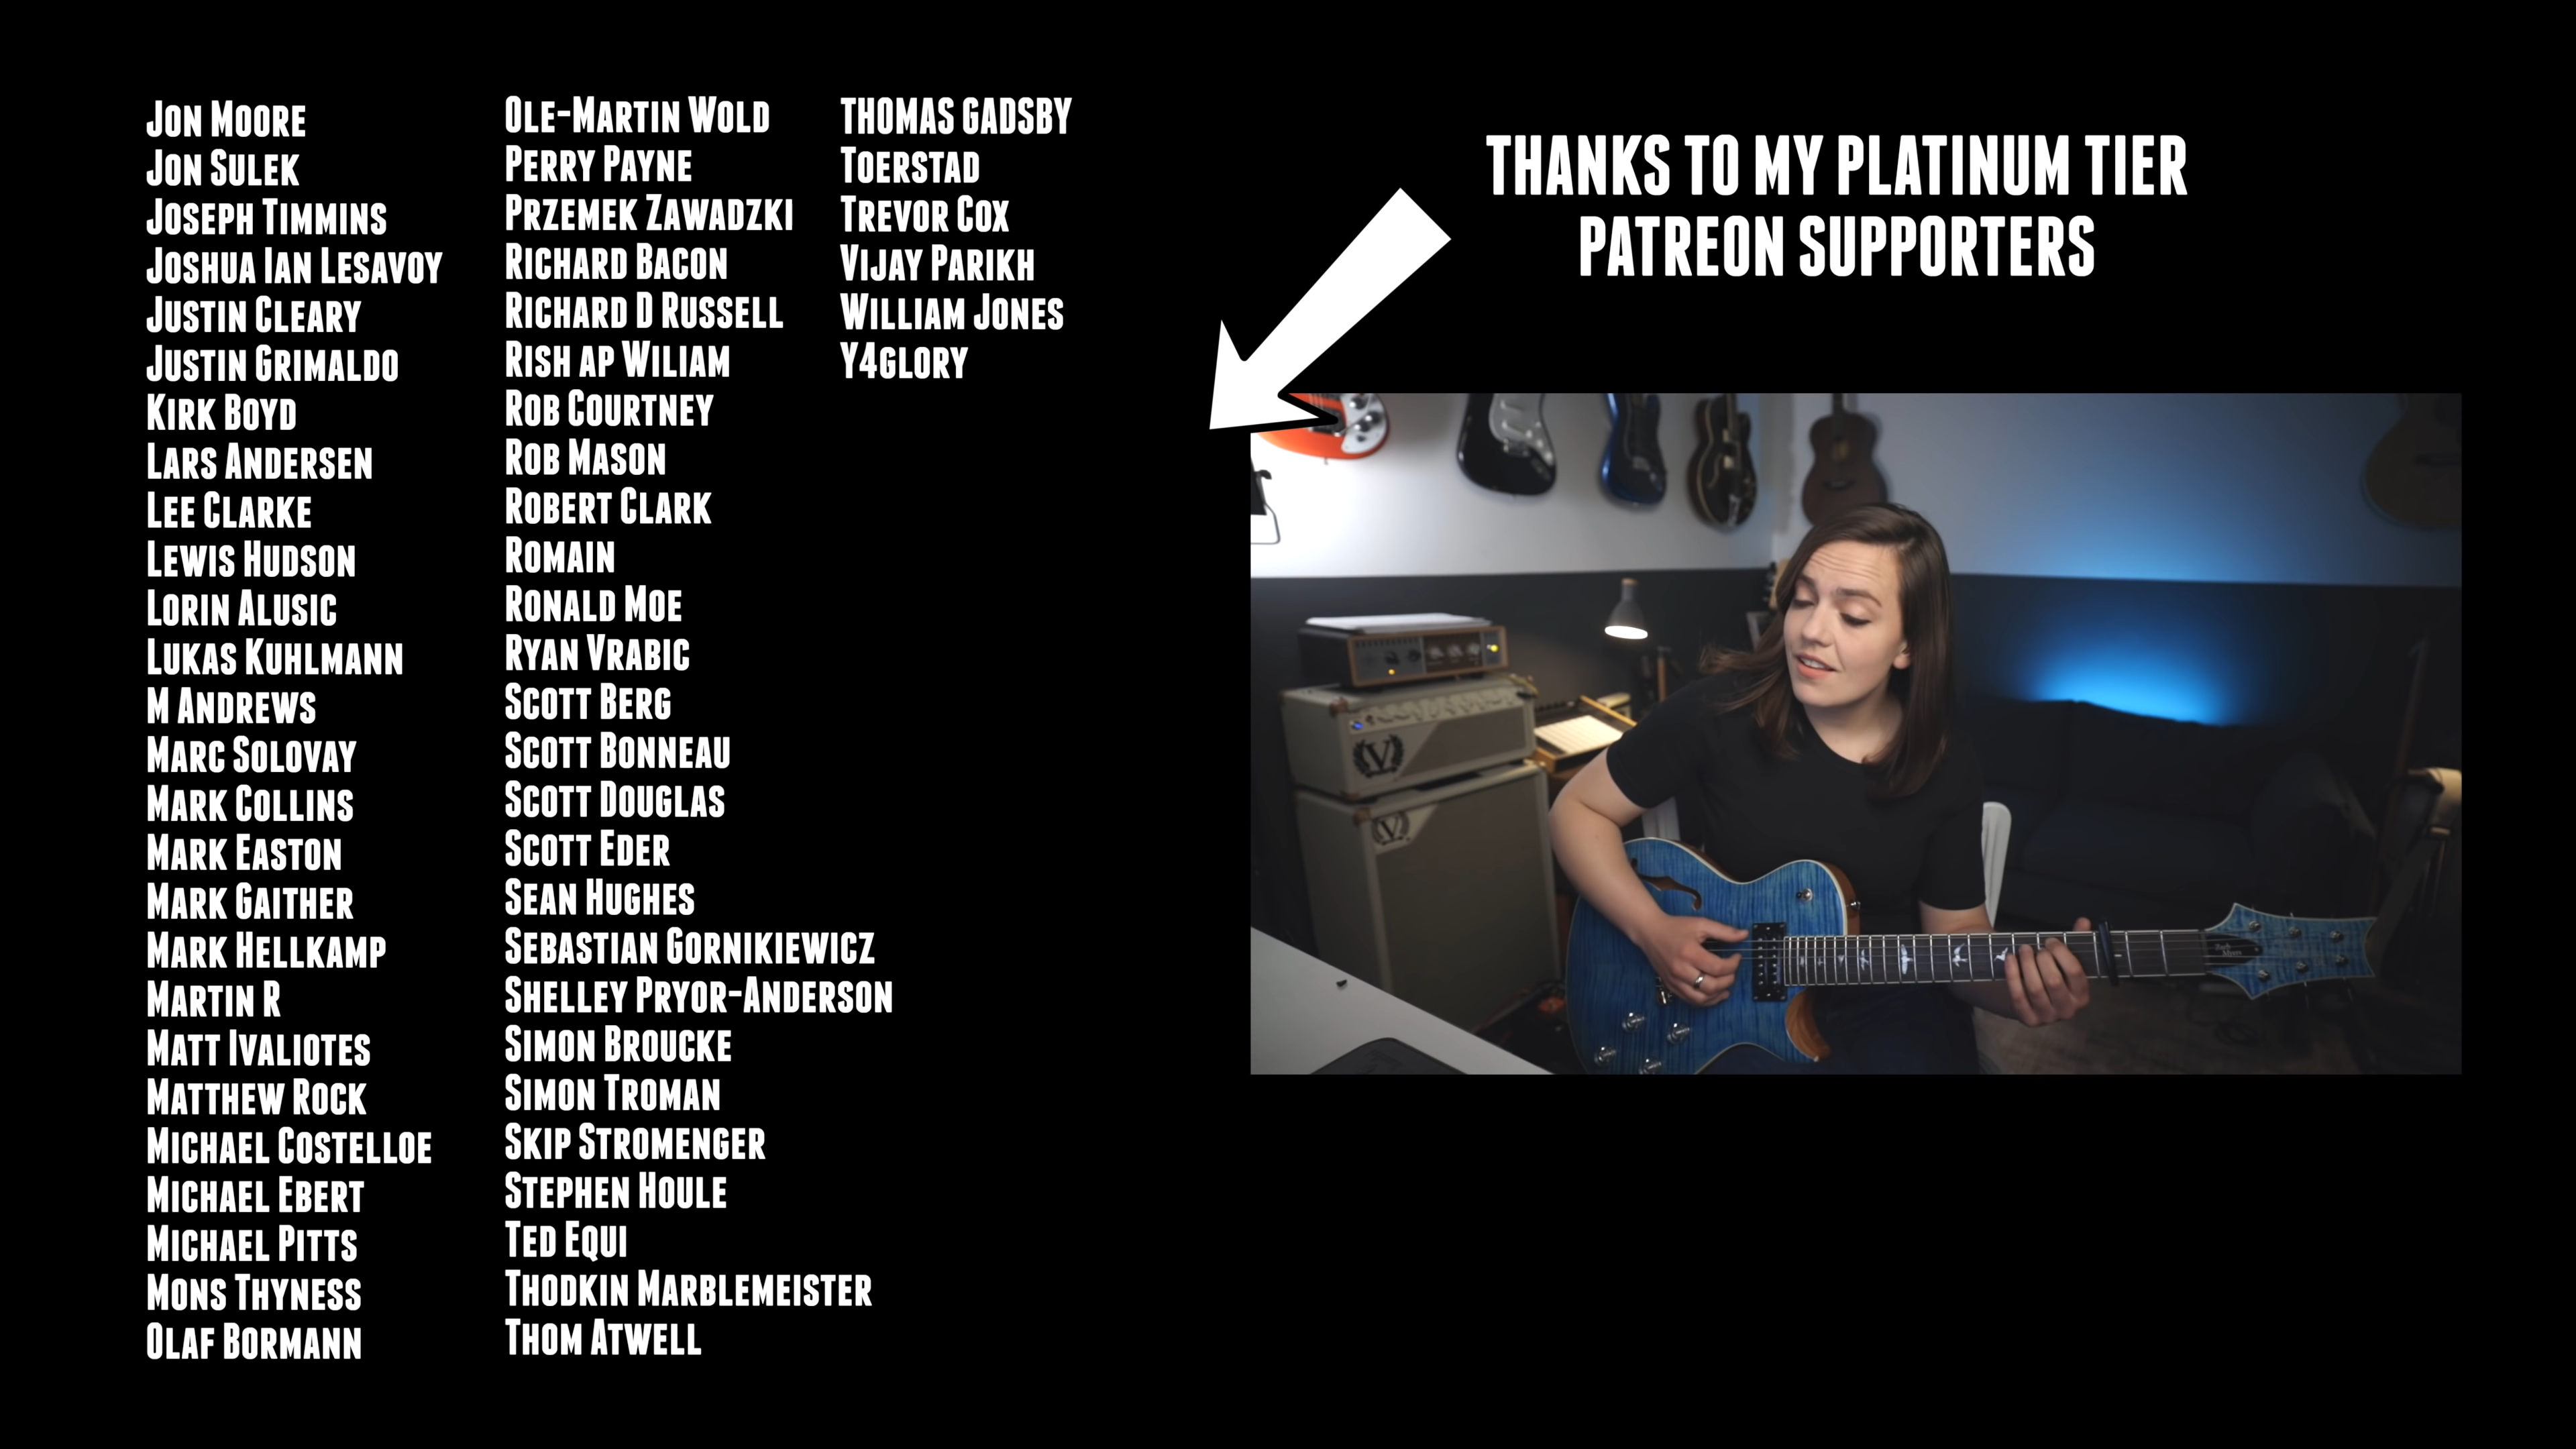 Jon Moore
Jon Sulek
Joseph Timmins
Joshua Ian Lesavoy
Justin Cleary
Justin Grimaldo
Kirk Boyd
Lars Andersen
Lee Clarke
Lewis Hudson
Lorin Alusic
Lukas Kuhlmann
M Andrews
Marc Solovay
Mark Collins
Mark Easton
Mark Gaither
Mark Hellkamp
Martin R
Matt Ivaliotes
Matthew Rock
Michael Costelloe
Michael Ebert
Michael Pitts
Mons Thyness
Olaf Bormann
Ole-Martin Wold
Perry Payne
Przemek Zawadzki
Richard Bacon
Richard D Russell
Rish ap Wiliam
Rob Courtney
Rob Mason
Robert Clark
Romain
Ronald Moe
Ryan Vrabic
Scott Berg
Scott Bonneau
Scott Douglas
Scott Eder
Sean Hughes
Sebastian Gornikiewicz
Shelley Pryor-Anderson
Simon Broucke
Simon Troman
Skip Stromenger
Stephen Houle
Ted Equi
Thodkin Marblemeister
Thom Atwell
THOMAS GADSBY
Toerstad
Trevor Cox
Vijay Parikh
William Jones
Y4glory
THANKS TO MY PLATINUM TIER
PATREON SUPPORTERS
V
V